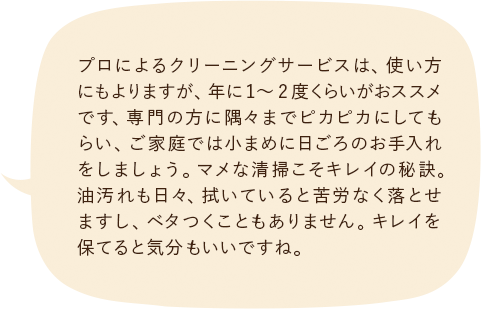 プロによるクリーニングサービスは、使い方
にもよりますが、年に1〜2度くらいがおススメ
です、専門の方に隅々までピカピカにしても
らい、ご家庭では小まめに日ごろのお手入れ
をしましょう。マメな清掃こそキレイの秘訣。
油汚れも日々、拭いていると苦労なく落とせ
ますし、ベタつくこともありません。キレイを
保てると気分もいいですね。